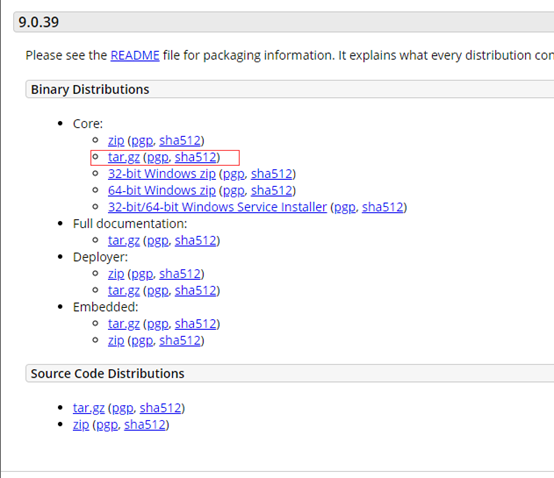 9.0.39
Please see the README file for packaging information. It explains what every distribution con
Binary Distributions
Core:
zip (pgp, sha512)
tar.gz (pgp, sha512)
32-bit Windows zip (pgp, sha512)
64-bit Windows zip (pgp, sha512)
32-bit/64-bit Windows Service Installer (pgp, sha512)
Full documentation:
tar.gz (pgp, sha512)
Deployer:
zip (pgp, sha512)
tar.gz (pgp, sha512)
Embedded:
tar.gz (pgp, sha512)
zip (pgp, sha512)
Source Code Distributions
tar.gz (pgp, sha512)
zip (pgp, sha512)